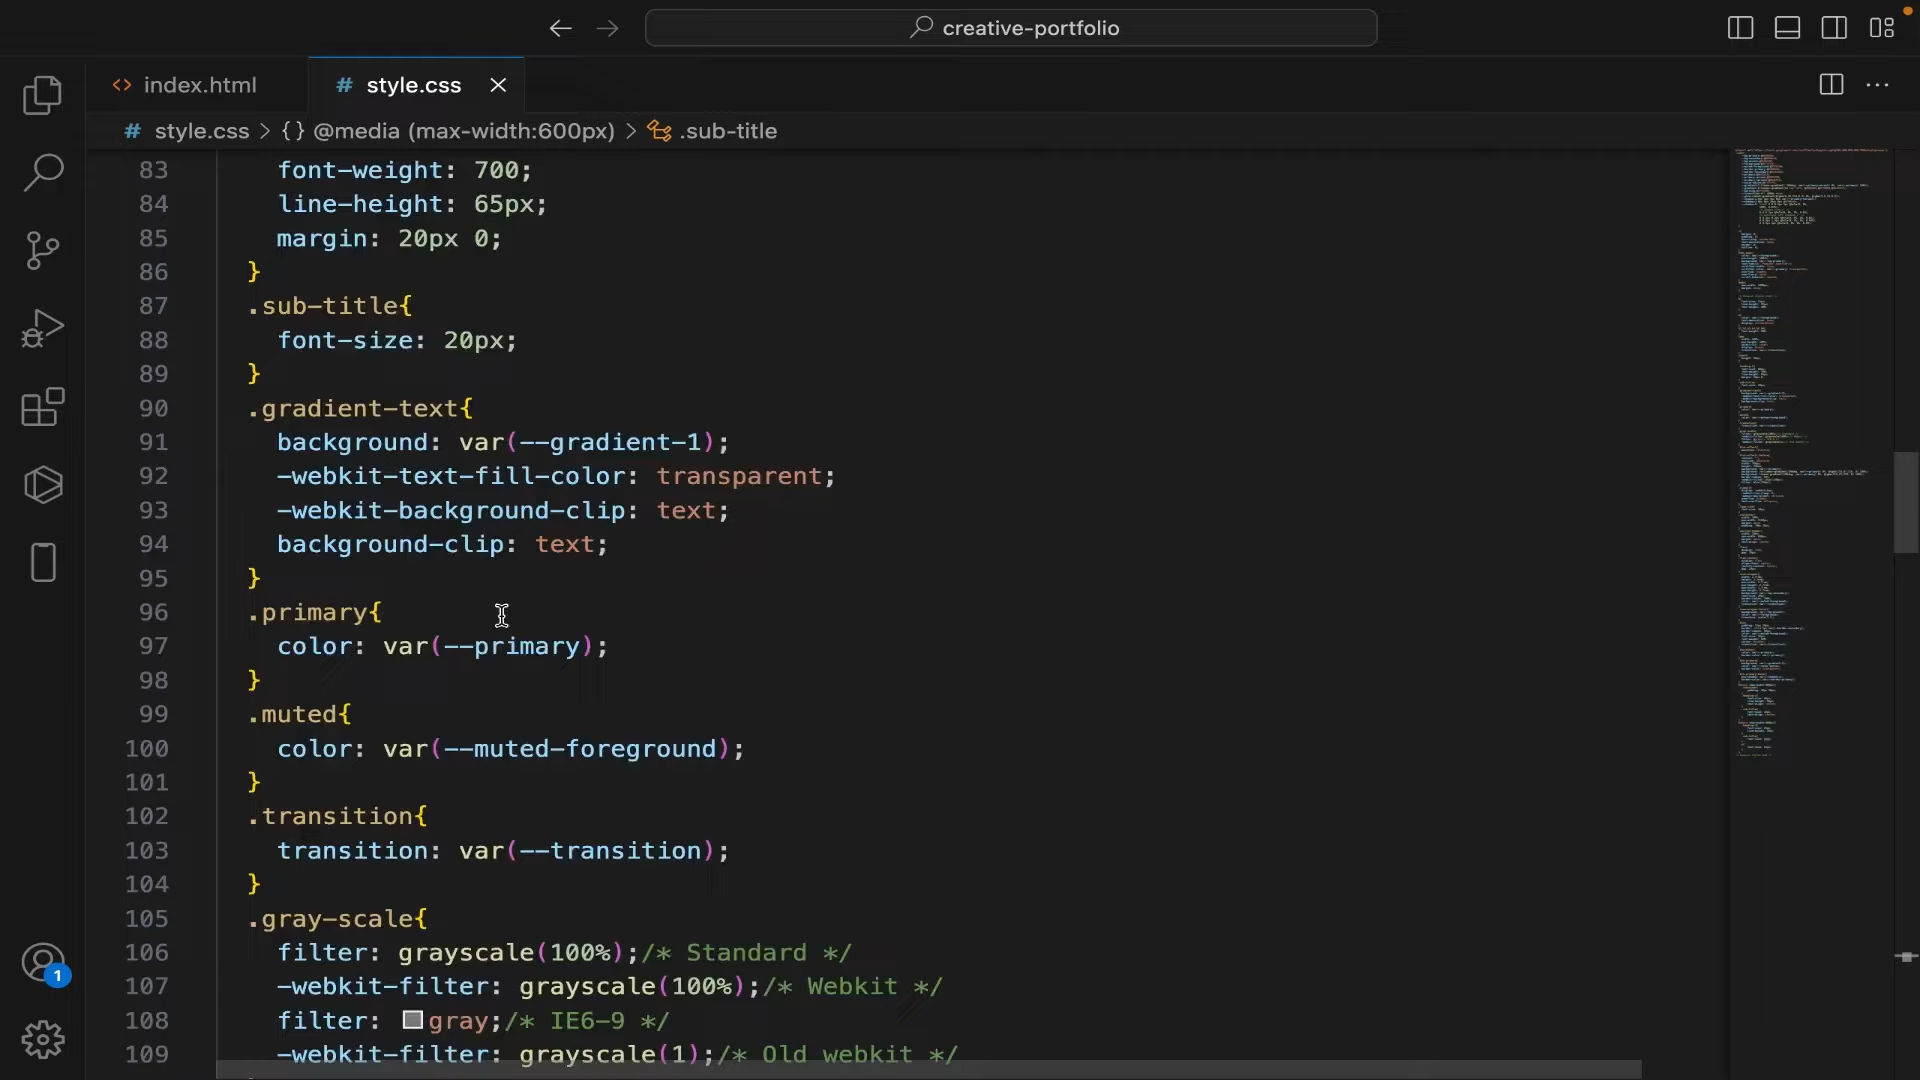 creative-portfolio
index.html
# style.css
# style.css > {} @media (max-width:600px) > .sub-title
83 font-weight: 700;
84 line-height: 65px;
85 margin: 20px 0;
86 }
87 .sub-title{
88 font-size: 20px;
89 }
90 .gradient-text{
91 background: var(--gradient-1);
92 -webkit-text-fill-color: transparent;
93 -webkit-background-clip: text;
94 background-clip: text;
95 }
96 .primary{
97 color: var(--primary);
98 }
99 .muted{
100 color: var(--muted-foreground);
101 }
102 .transition{
103 transition: var(--transition);
104 }
105 .gray-scale{
106 filter: grayscale(100%);/* Standard */
107 -webkit-filter: grayscale(100%);/* Webkit */
108 filter: gray;/* IE6-9 */
109 -webkit-filter: grayscale(1);/* Old webkit */
1